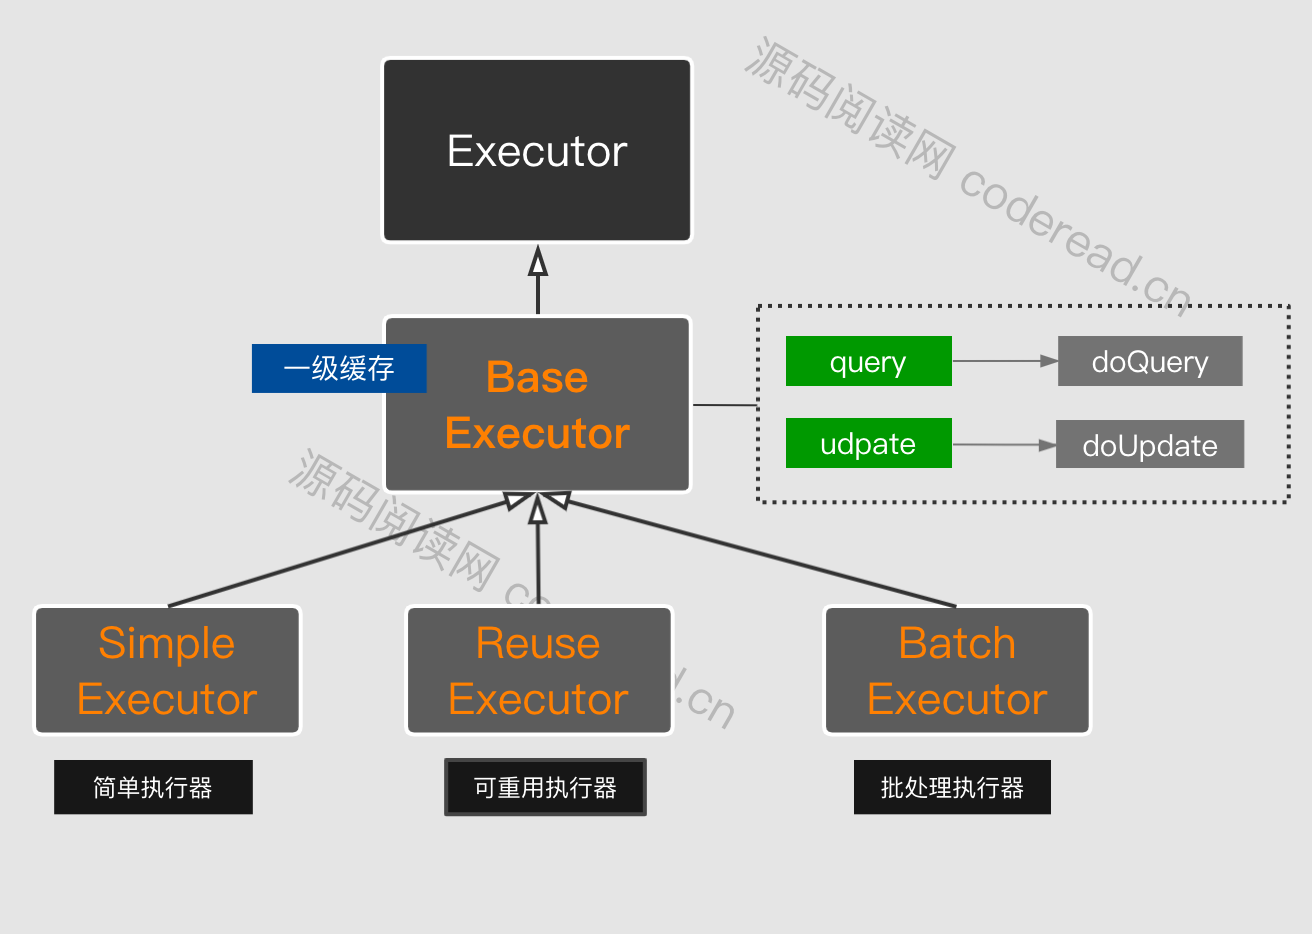 源码阅读网 coderead.cn
Executor
一级缓存
Base
Executor
query
doQuery
udpate
doUpdate
源码阅读网 co
d.cn
Simple
Executor
Reuse
Executor
Batch
Executor
简单执行器
可重用执行器
批处理执行器